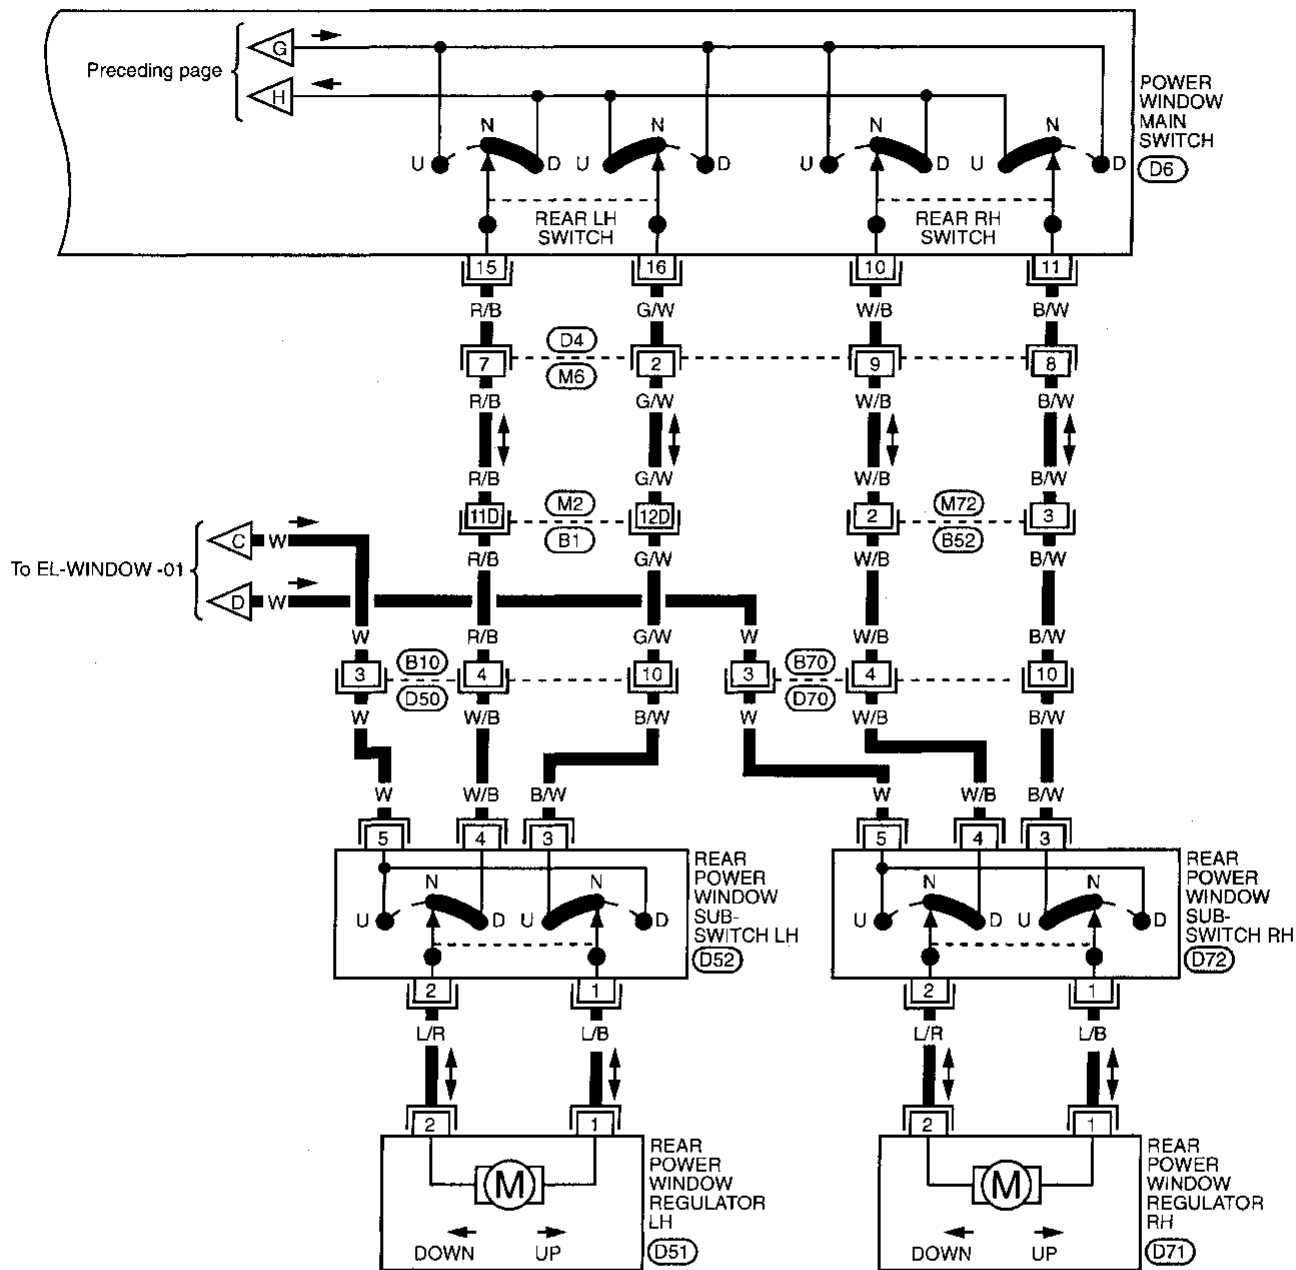 G
Preceding page
H
POWER
WINDOW
MAIN
SWITCH
D6
N N N N
U D U D U D U D
REAR LH
SWITCH
REAR RH
SWITCH
15 16 10 11
R/B G/W W/B B/W
D4
7 2 9 8
M6
R/B G/W W/B B/W
R/B G/W W/B B/W
M2 M72
11D 12D 2 3
B1 B52
C W
R/B G/W W/B B/W
To EL-WINDOW -01
D W
W R/B G/W W W/B B/W
B10 B70
3 4 10 3 4 10
D50 D70
W W/B B/W W W/B B/W
W W/B B/W W W/B B/W
5 4 3 5 4 3
REAR
POWER
WINDOW
SUB-
SWITCH LH
D52
REAR
POWER
WINDOW
SUB-
SWITCH RH
D72
N N N N
U D U D U D U D
2 1 2 1
L/R L/B L/R L/B
2 1 2 1
REAR
POWER
WINDOW
REGULATOR
LH
D51
REAR
POWER
WINDOW
REGULATOR
RH
D71
M M
DOWN UP DOWN UP